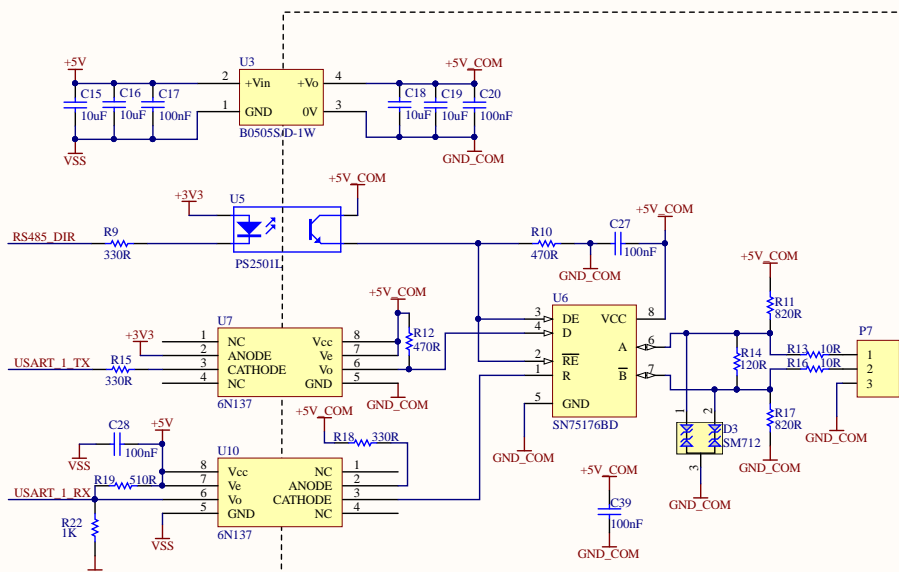 +5V
C15
10uF
C16
10uF
C17
100nF
VSS
U3
2
+Vin
+Vo
4
1
GND
0V
3
B0505S/D-1W
+5V_COM
C18
10uF
C19
10uF
C20
100nF
GND_COM
+3V3
U5
+5V_COM
PS2501L
RS485_DIR
R9
330R
R10
470R
C27
100nF
+5V_COM
GND_COM
U6
3
DE
VCC
8
4
D
A
6
2
RE
1
R
B
7
5
GND
SN75176BD
GND_COM
+5V_COM
R11
820R
R14
120R
R13
10R
R16
10R
P7
1
2
3
GND_COM
R17
820R
1
2
D3
SM712
3
GND_COM
U7
1
NC
Vcc
8
2
ANODE
Ve
7
3
CATHODE
Vo
6
4
NC
GND
5
6N137
+3V3
USART_1_TX
R15
330R
+5V_COM
R12
470R
GND_COM
+5V
C28
100nF
VSS
R19
510R
USART_1_RX
R22
1K
U10
8
Vcc
NC
1
7
Ve
ANODE
2
6
Vo
CATHODE
3
5
GND
NC
4
6N137
VSS
+5V_COM
R18
330R
+5V_COM
C39
100nF
GND_COM